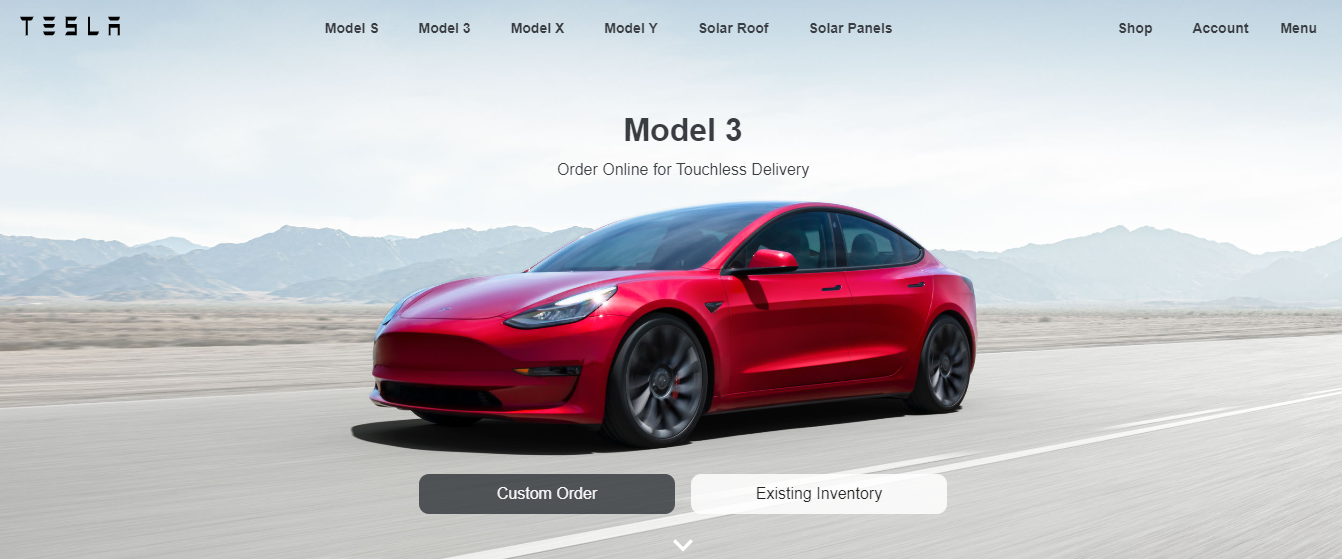 TESLA Model S Model 3 Model X Model Y Solar Roof Solar Panels Shop Account Menu
Model 3
Order Online for Touchless Delivery
Custom Order Existing Inventory